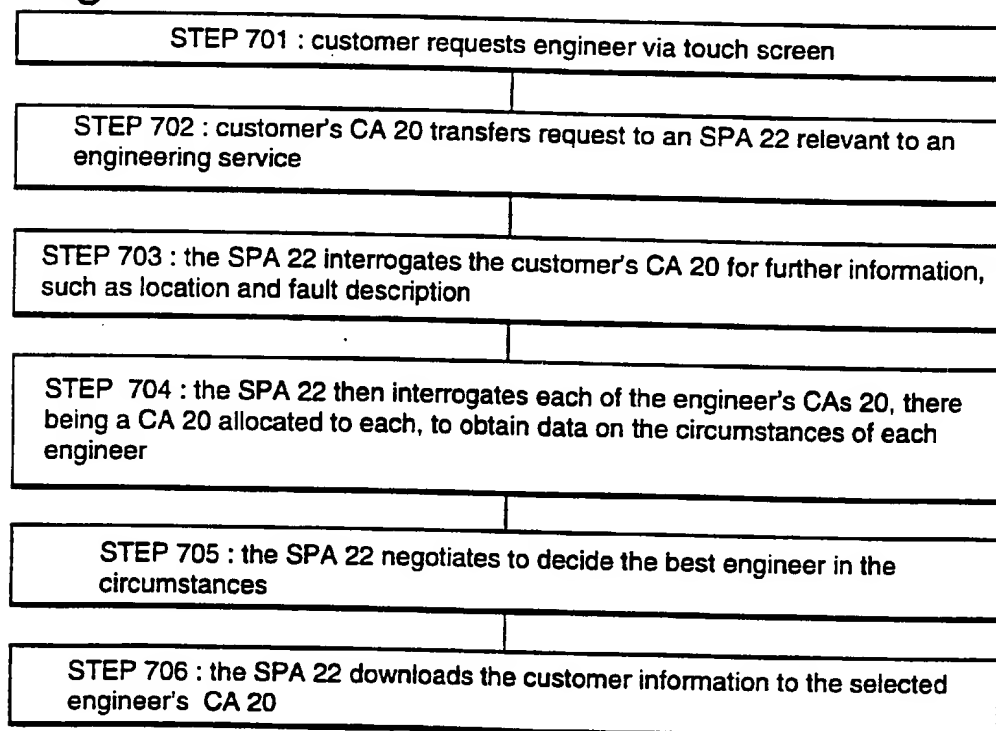 STEP 701 : customer requests engineer via touch screen
STEP 702 : customer's CA 20 transfers request to an SPA 22 relevant to an
engineering service
STEP 703 : the SPA 22 interrogates the customer's CA 20 for further information,
such as location and fault description
STEP 704 : the SPA 22 then interrogates each of the engineer's CAs 20, there
being a CA 20 allocated to each, to obtain data on the circumstances of each
engineer
STEP 705 : the SPA 22 negotiates to decide the best engineer in the
circumstances
STEP 706 : the SPA 22 downloads the customer information to the selected
engineer's CA 20